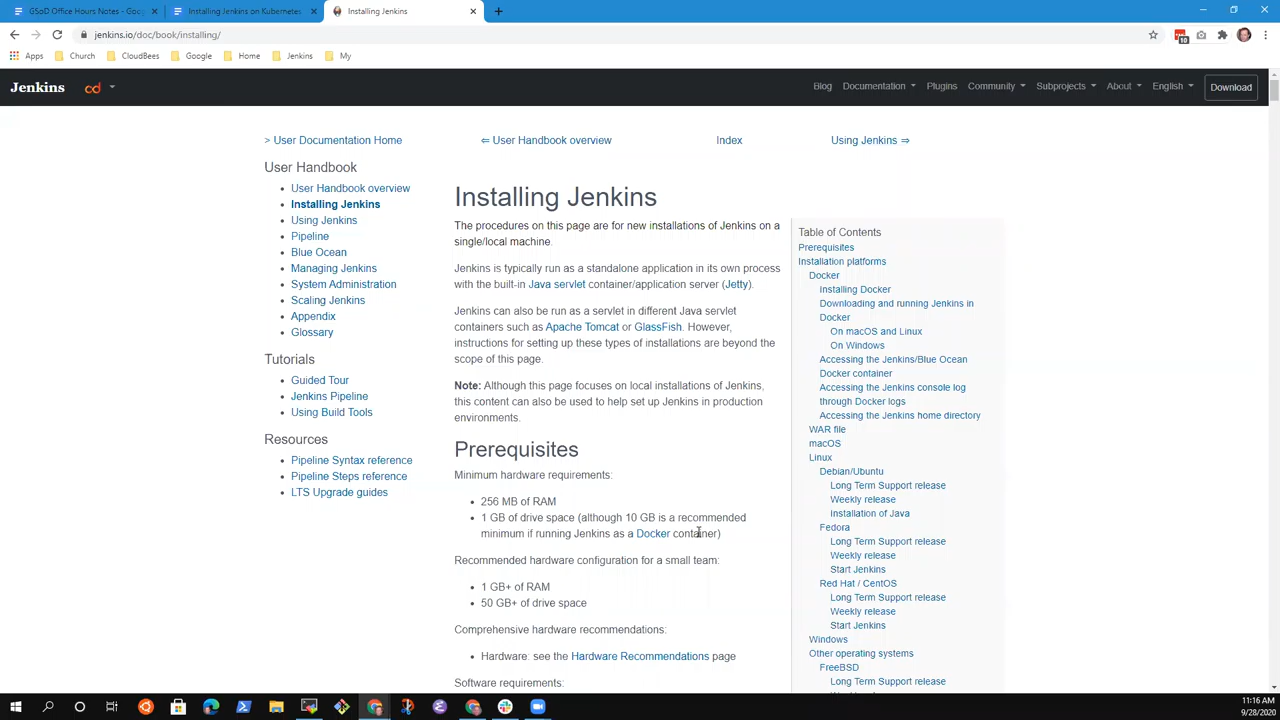 GSoD Office Hours Notes - Goog
Installing Jenkins on Kubernetes
Installing Jenkins
jenkins.io/doc/book/installing/
10
Apps
Church
CloudBees
Google
Home
Jenkins
My
Jenkins
cd
Blog
Documentation
Plugins
Community
Subprojects
About
English
Download
> User Documentation Home
⇐ User Handbook overview
Index
Using Jenkins ⇒
User Handbook
User Handbook overview
Installing Jenkins
Using Jenkins
Pipeline
Blue Ocean
Managing Jenkins
System Administration
Scaling Jenkins
Appendix
Glossary
Tutorials
Guided Tour
Jenkins Pipeline
Using Build Tools
Resources
Pipeline Syntax reference
Pipeline Steps reference
LTS Upgrade guides
Installing Jenkins
The procedures on this page are for new installations of Jenkins on a
single/local machine.
Jenkins is typically run as a standalone application in its own process
with the built-in Java servlet container/application server (Jetty).
Jenkins can also be run as a servlet in different Java servlet
containers such as Apache Tomcat or GlassFish. However,
instructions for setting up these types of installations are beyond the
scope of this page.
Note: Although this page focuses on local installations of Jenkins,
this content can also be used to help set up Jenkins in production
environments.
Prerequisites
Minimum hardware requirements:
256 MB of RAM
1 GB of drive space (although 10 GB is a recommended
minimum if running Jenkins as a Docker container)
Recommended hardware configuration for a small team:
1 GB+ of RAM
50 GB+ of drive space
Comprehensive hardware recommendations:
Hardware: see the Hardware Recommendations page
Software requirements:
Table of Contents
Prerequisites
Installation platforms
Docker
Installing Docker
Downloading and running Jenkins in
Docker
On macOS and Linux
On Windows
Accessing the Jenkins/Blue Ocean
Docker container
Accessing the Jenkins console log
through Docker logs
Accessing the Jenkins home directory
WAR file
macOS
Linux
Debian/Ubuntu
Long Term Support release
Weekly release
Installation of Java
Fedora
Long Term Support release
Weekly release
Start Jenkins
Red Hat / CentOS
Long Term Support release
Weekly release
Start Jenkins
Windows
Other operating systems
FreeBSD
Long Term Support release
11:16 AM
9/28/2020